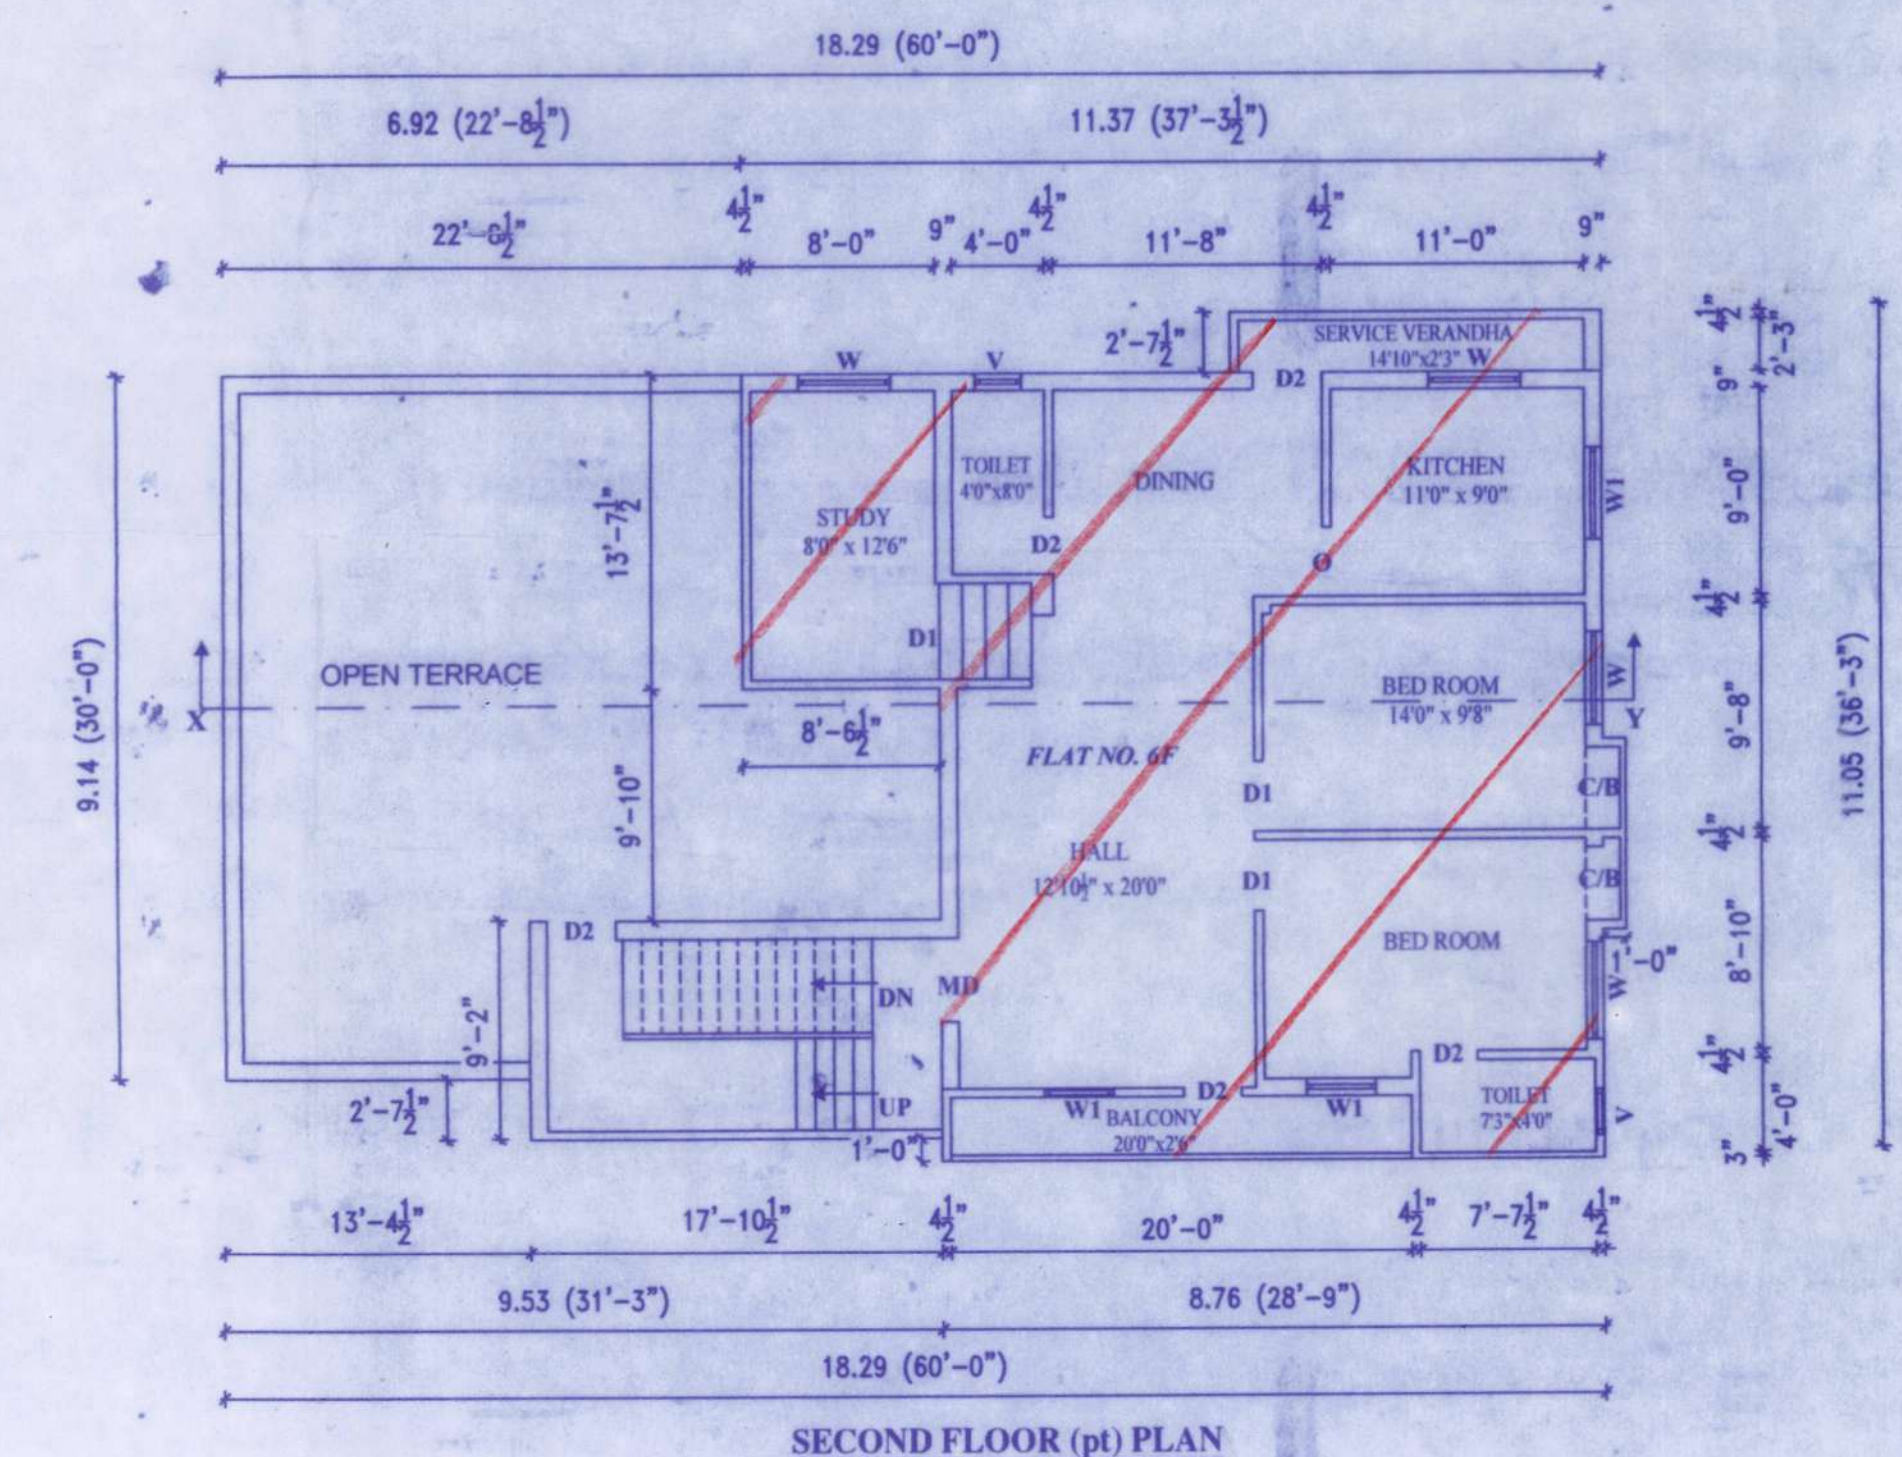 18.29 (60'-0")
6.92 (22'-8½")
11.37 (37'-3½")
4½"
4½"
4½"
22'-8½"
8'-0"
9"
4'-0"
11'-8"
11'-0"
9"
2'-7½"
SERVICE VERANDHA
14'10"x2'3"
W
4½"
2'-3"
W
V
D2
9"
13'-7½"
TOILET
4'0"x8'0"
DINING
KITCHEN
11'0" x 9'0"
W1
9'-0"
STUDY
8'0" x 12'6"
D2
O
4½"
D1
9.14 (30'-0")
OPEN TERRACE
BED ROOM
14'0" x 9'8"
W
11.05 (36'-3")
X
Y
8'-6½"
FLAT NO. 6F
9'-8"
9'-10"
D1
C/B
4½"
HALL
12'10½" x 20'0"
D1
C/B
D2
BED ROOM
W
1'-0"
8'-10"
DN
MD
9'-2"
D2
4½"
2'-7½"
UP
W1
BALCONY
20'0"x2'6"
D2
W1
TOILET
7'3"x4'0"
V
4'-0"
1'-0"
3"
13'-4½"
17'-10½"
4½"
20'-0"
4½"
7'-7½"
4½"
9.53 (31'-3")
8.76 (28'-9")
18.29 (60'-0")
SECOND FLOOR (pt) PLAN